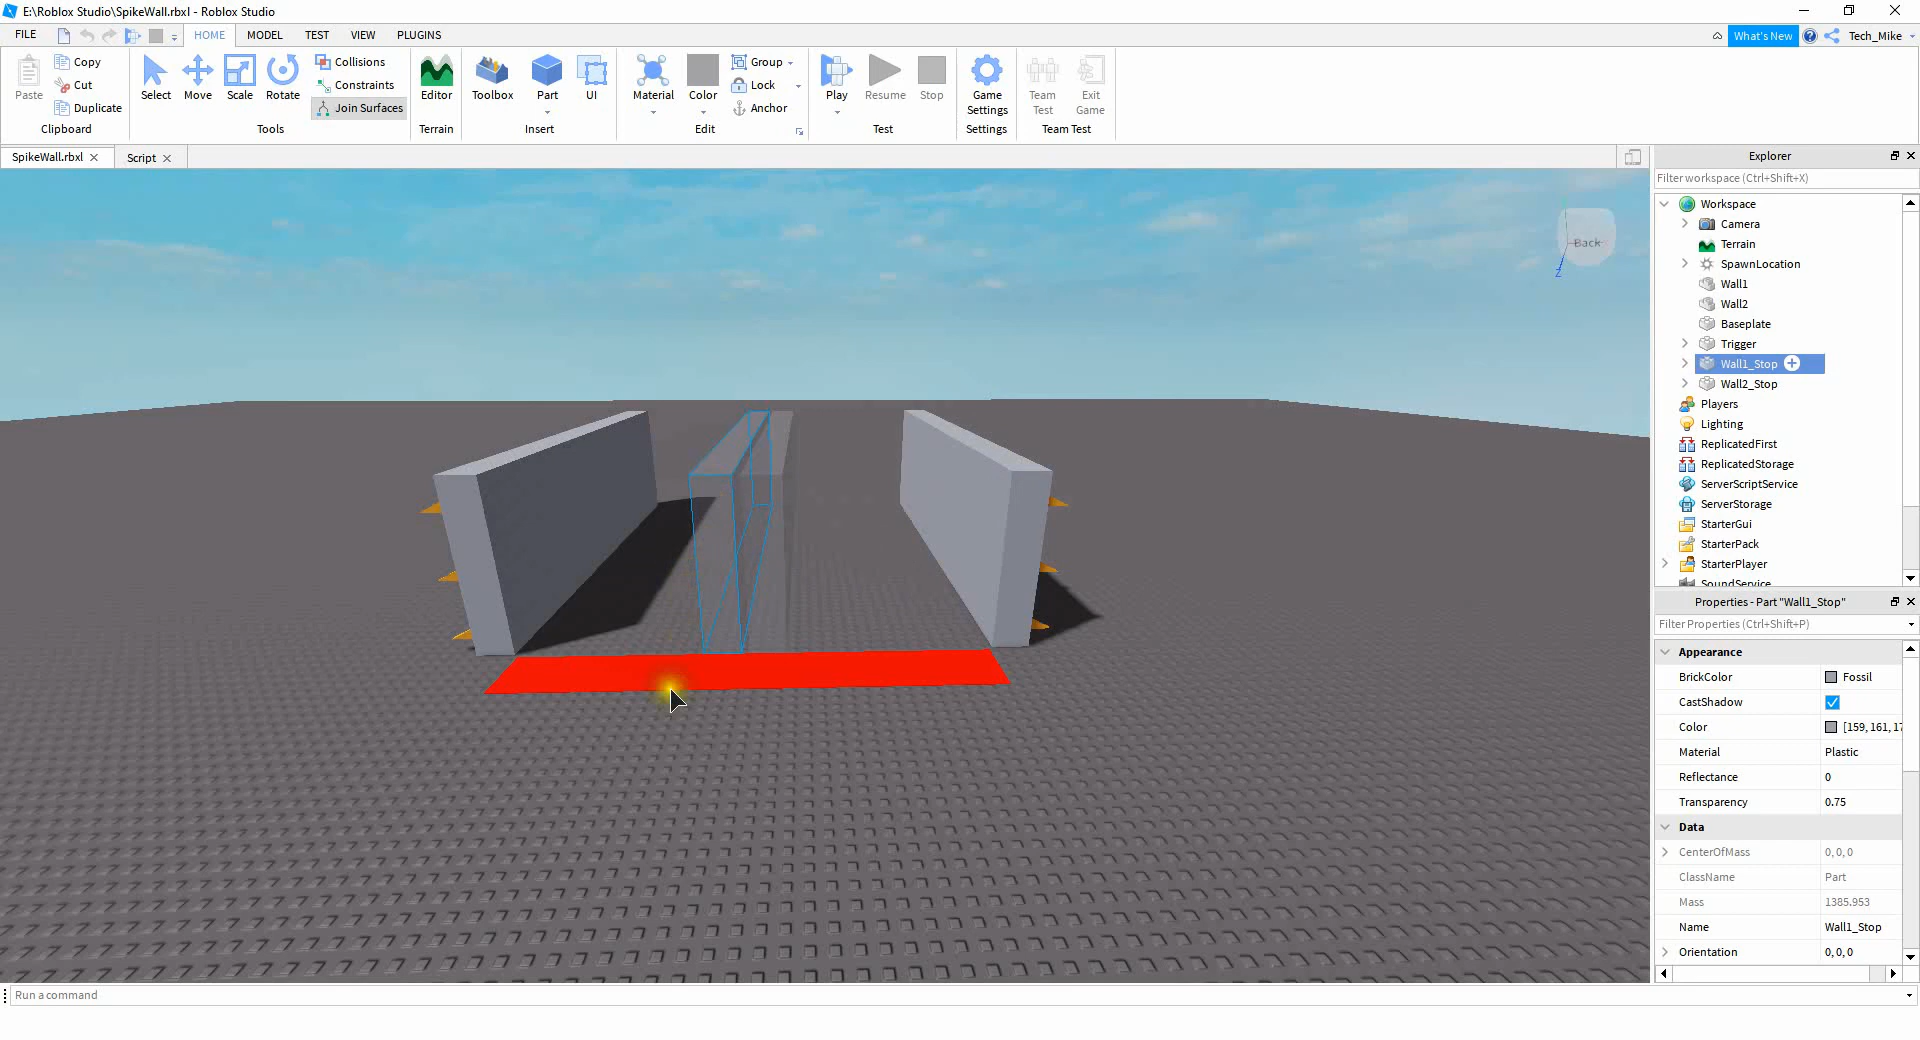 E:\Roblox Studio\SpikeWall.rbxl - Roblox Studio
FILE HOME MODEL TEST VIEW PLUGINS What's New Tech_Mike
Paste Copy Cut Duplicate Clipboard
Select Move Scale Rotate Collisions Constraints Join Surfaces Tools
Editor Terrain
Toolbox Part UI Insert
Material Color Group Lock Anchor Edit
Play Resume Stop Test
Game Settings Settings
Team Test Exit Game Team Test
SpikeWall.rbxl Script
Back
Z
Explorer
Filter workspace (Ctrl+Shift+X)
Workspace
Camera
Terrain
SpawnLocation
Wall1
Wall2
Baseplate
Trigger
Wall1_Stop
Wall2_Stop
Players
Lighting
ReplicatedFirst
ReplicatedStorage
ServerScriptService
ServerStorage
StarterGui
StarterPack
StarterPlayer
SoundService
Properties - Part "Wall1_Stop"
Filter Properties (Ctrl+Shift+P)
Appearance
BrickColor Fossil
CastShadow
Color [159, 161, 17
Material Plastic
Reflectance 0
Transparency 0.75
Data
CenterOfMass 0, 0, 0
ClassName Part
Mass 1385.953
Name Wall1_Stop
Orientation 0, 0, 0
Run a command